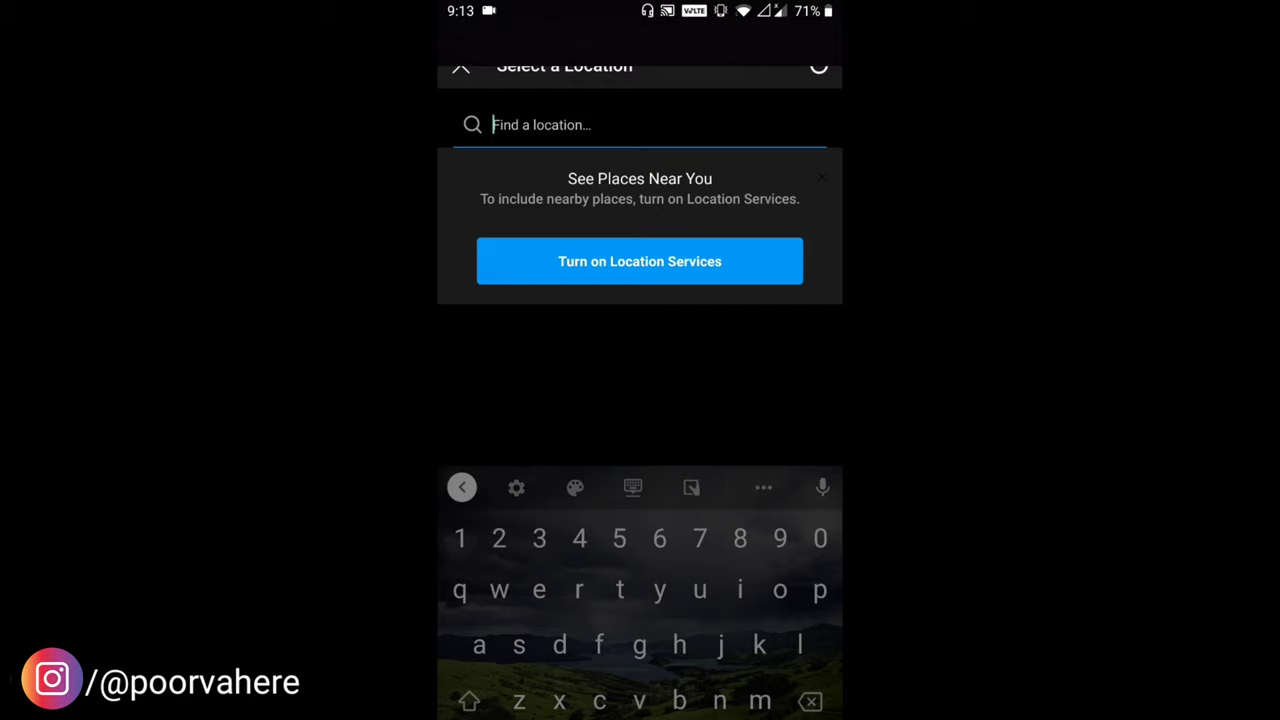 9:13 VoLTE 71%
Select a Location
Find a location...
See Places Near You
To include nearby places, turn on Location Services.
Turn on Location Services
1 2 3 4 5 6 7 8 9 0
q w e r t y u i o p
a s d f g h j k l
z x c v b n m
/@poorvahere